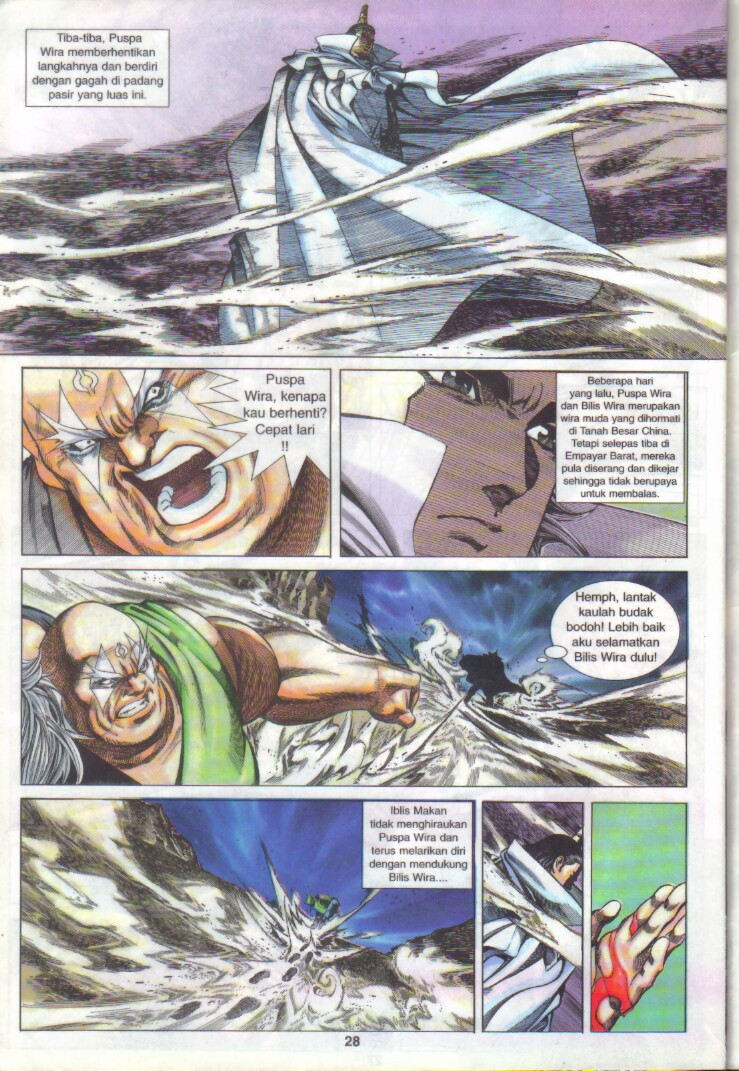 Tiba-tiba, Puspa
Wira memberhentikan
langkahnya dan berdiri
dengan gagah di padang
pasir yang luas ini.
Puspa
Wira, kenapa
kau berhenti?
Cepat lari
!!
Beberapa hari
yang lalu, Puspa Wira
dan Bilis Wira merupakan
wira muda yang dihormati
di Tanah Besar China.
Tetapi selepas tiba di
Empayar Barat, mereka
pula diserang dan dikejar
sehingga tidak berupaya
untuk membalas.
Hemph, lantak
kaulah budak
bodoh! Lebih baik
aku selamatkan
Bilis Wira dulu!
Iblis Makan
tidak menghiraukan
Puspa Wira dan
terus melarikan diri
dengan mendukung
Bilis Wira....
28